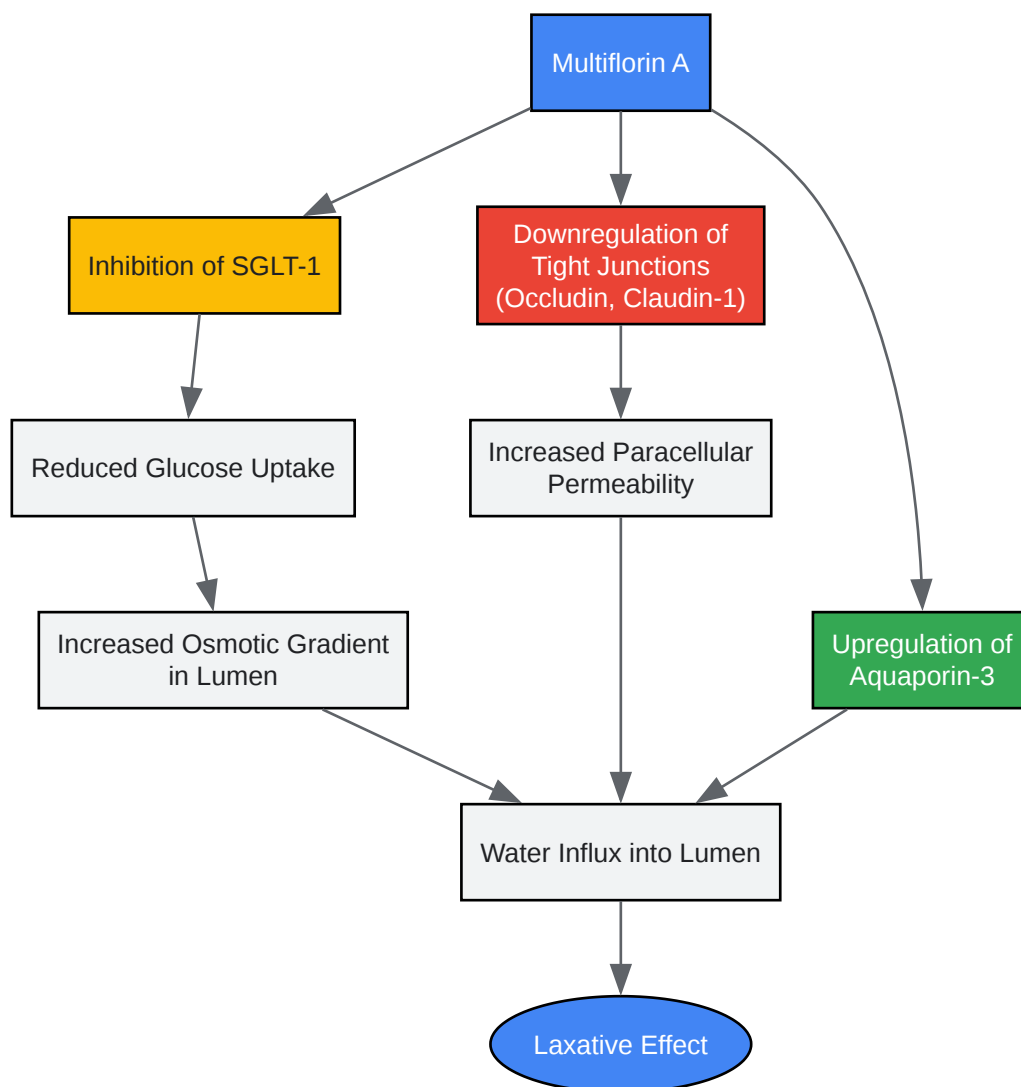 Multiflorin A
Inhibition of SGLT-1
Downregulation of
Tight Junctions
(Occludin, Claudin-1)
Reduced Glucose Uptake
Increased Paracellular
Permeability
Increased Osmotic Gradient
in Lumen
Upregulation of
Aquaporin-3
Water Influx into Lumen
Laxative Effect